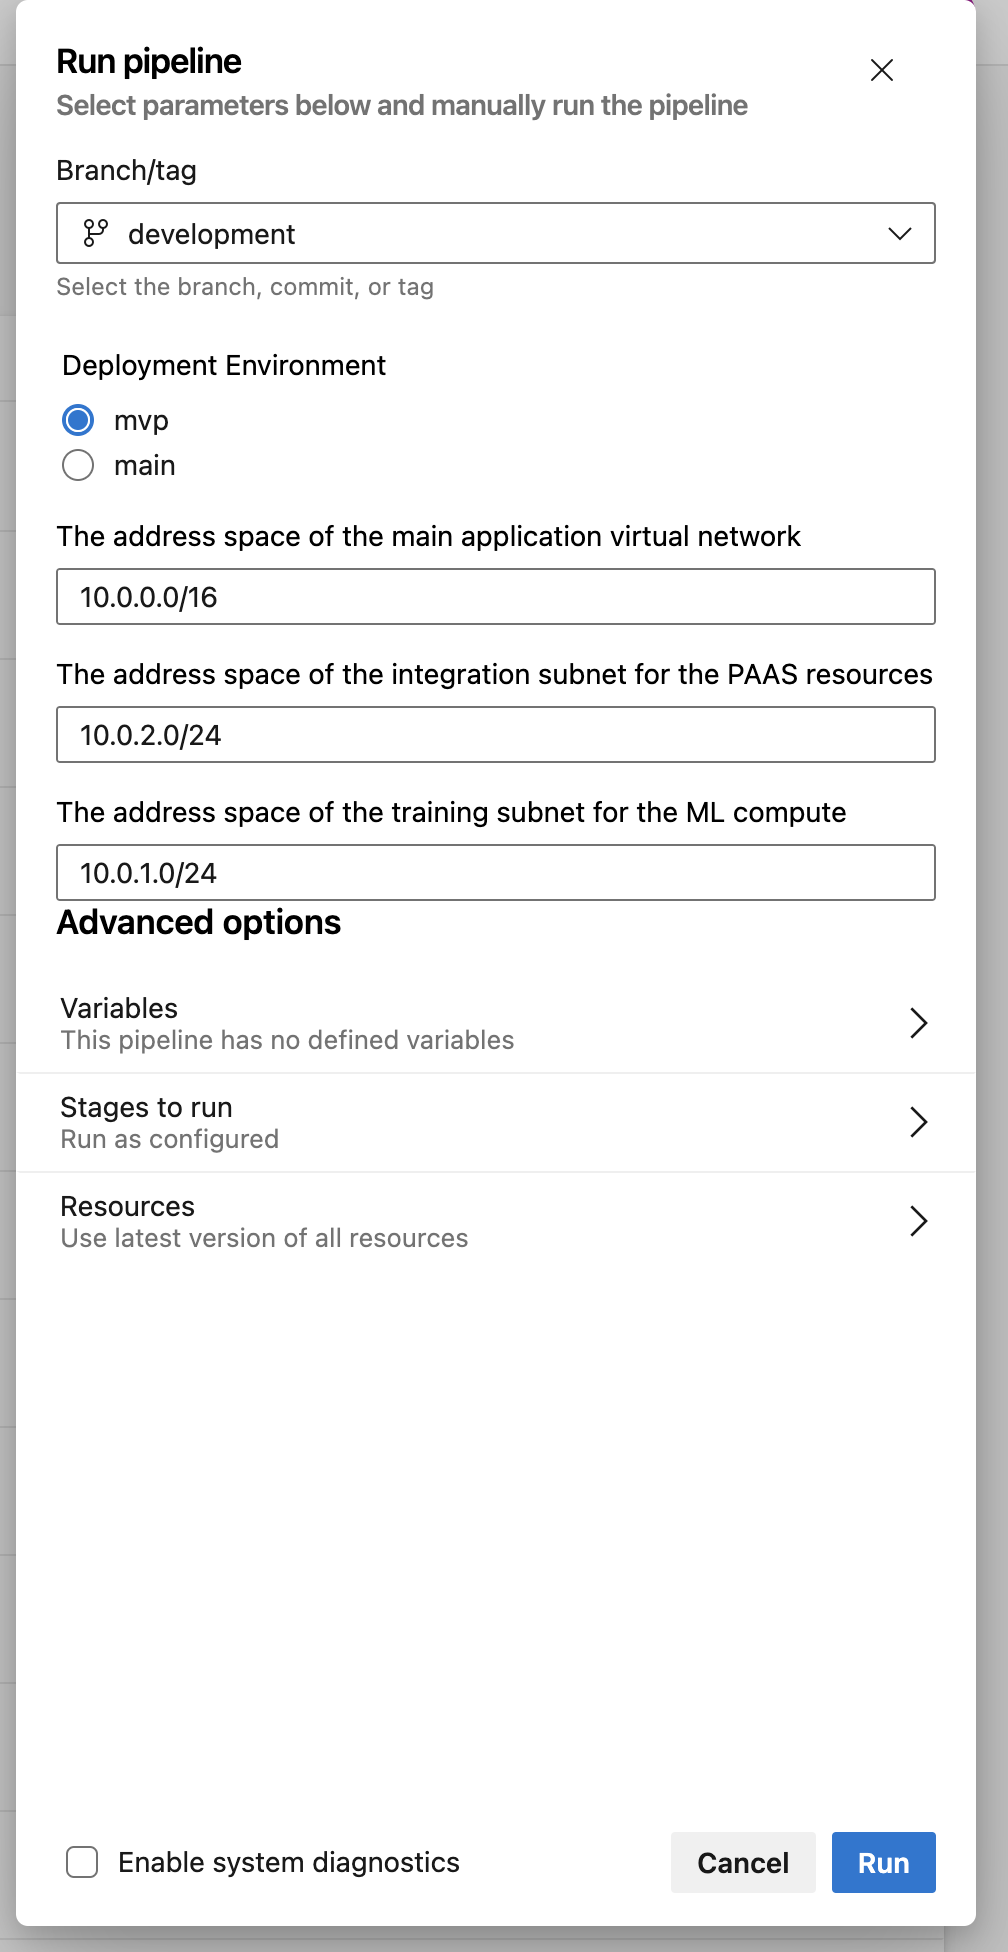 Run pipeline
Select parameters below and manually run the pipeline
Branch/tag
development
Select the branch, commit, or tag
Deployment Environment
mvp
main
The address space of the main application virtual network
10.0.0.0/16
The address space of the integration subnet for the PAAS resources
10.0.2.0/24
The address space of the training subnet for the ML compute
10.0.1.0/24
Advanced options
Variables
This pipeline has no defined variables
Stages to run
Run as configured
Resources
Use latest version of all resources
Enable system diagnostics
Cancel
Run